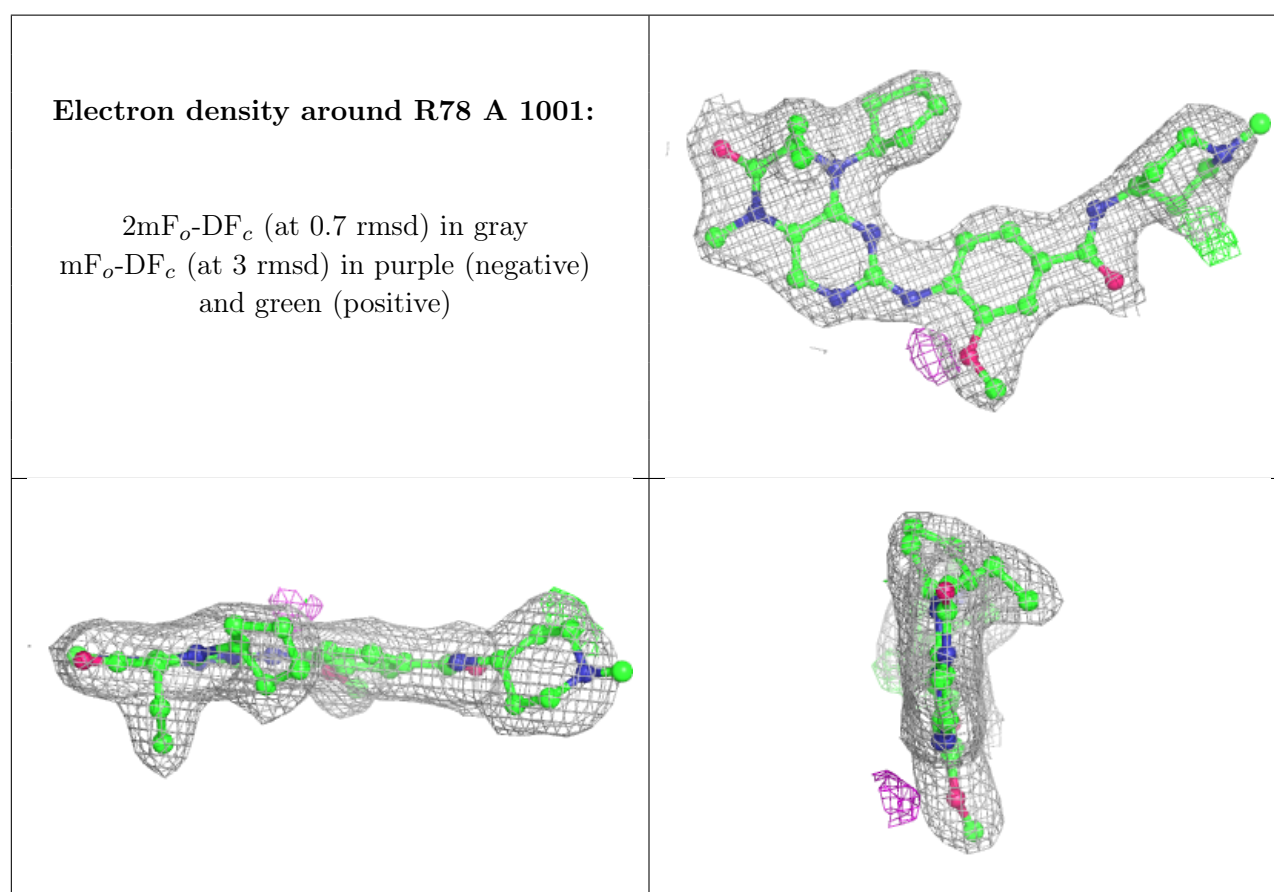 Electron density around R78 A 1001:
2mFo-DFc (at 0.7 rmsd) in gray
mFo-DFc (at 3 rmsd) in purple (negative)
and green (positive)